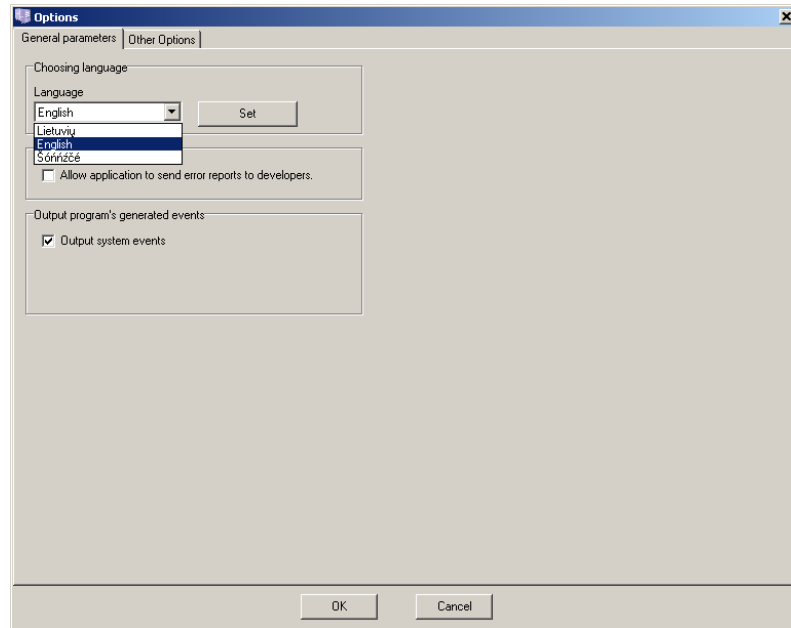 Options
General parameters
Other Options
Choosing language
Language
English
Set
Lietuvių
English
Šóńńźčé
Allow application to send error reports to developers.
Output program's generated events
Output system events
OK
Cancel